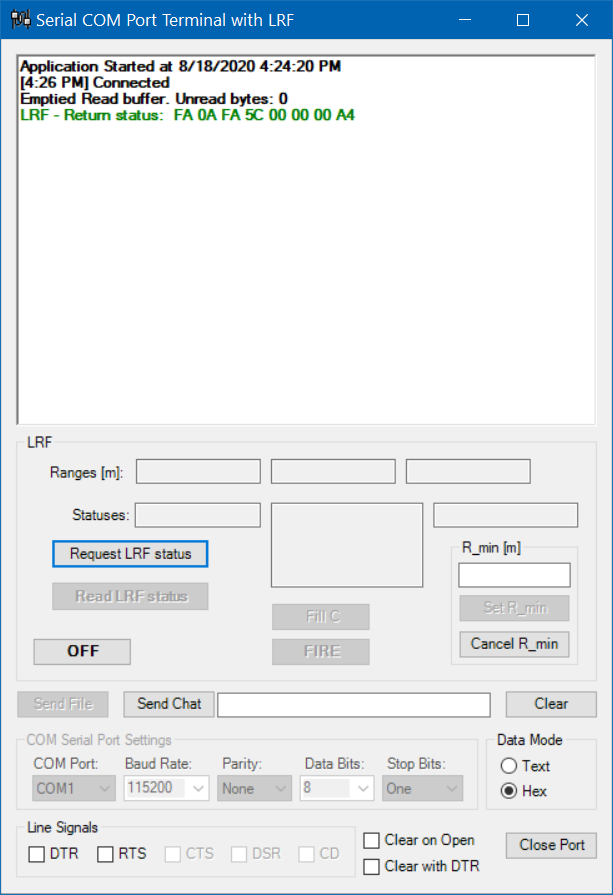 Serial COM Port Terminal with LRF
Application Started at 8/18/2020 4:24:20 PM
[4:26 PM] Connected
Emptied Read buffer. Unread bytes: 0
LRF - Return status: FA 0A FA 5C 00 00 00 A4
LRF
Ranges [m]:
Statuses:
Request LRF status
R_min [m]
Read LRF status
Fill C
Set R_min
OFF
FIRE
Cancel R_min
Send File
Send Chat
Clear
COM Serial Port Settings
Data Mode
COM Port: Baud Rate: Parity: Data Bits: Stop Bits:
Text
COM1 115200 None 8 One
Hex
Line Signals
DTR RTS CTS DSR CD
Clear on Open
Clear with DTR
Close Port